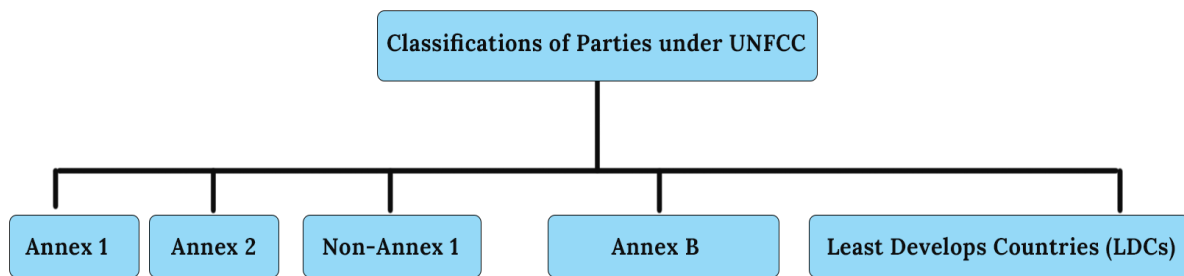 Classifications of Parties under UNFCC
Annex 1
Annex 2
Non-Annex 1
Annex B
Least Develops Countries (LDCs)